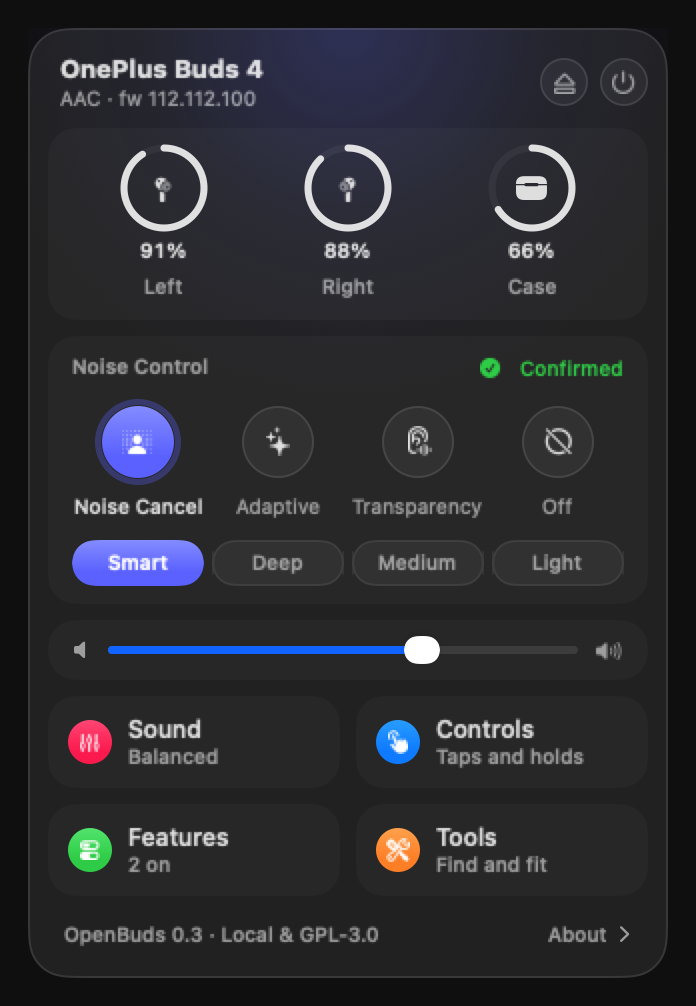 OnePlus Buds 4
AAC · fw 112.112.100
91% 88% 66%
Left Right Case
Noise Control Confirmed
Noise Cancel Adaptive Transparency Off
Smart Deep Medium Light
Sound Controls
Balanced Taps and holds
Features Tools
2 on Find and fit
OpenBuds 0.3 · Local & GPL-3.0 About